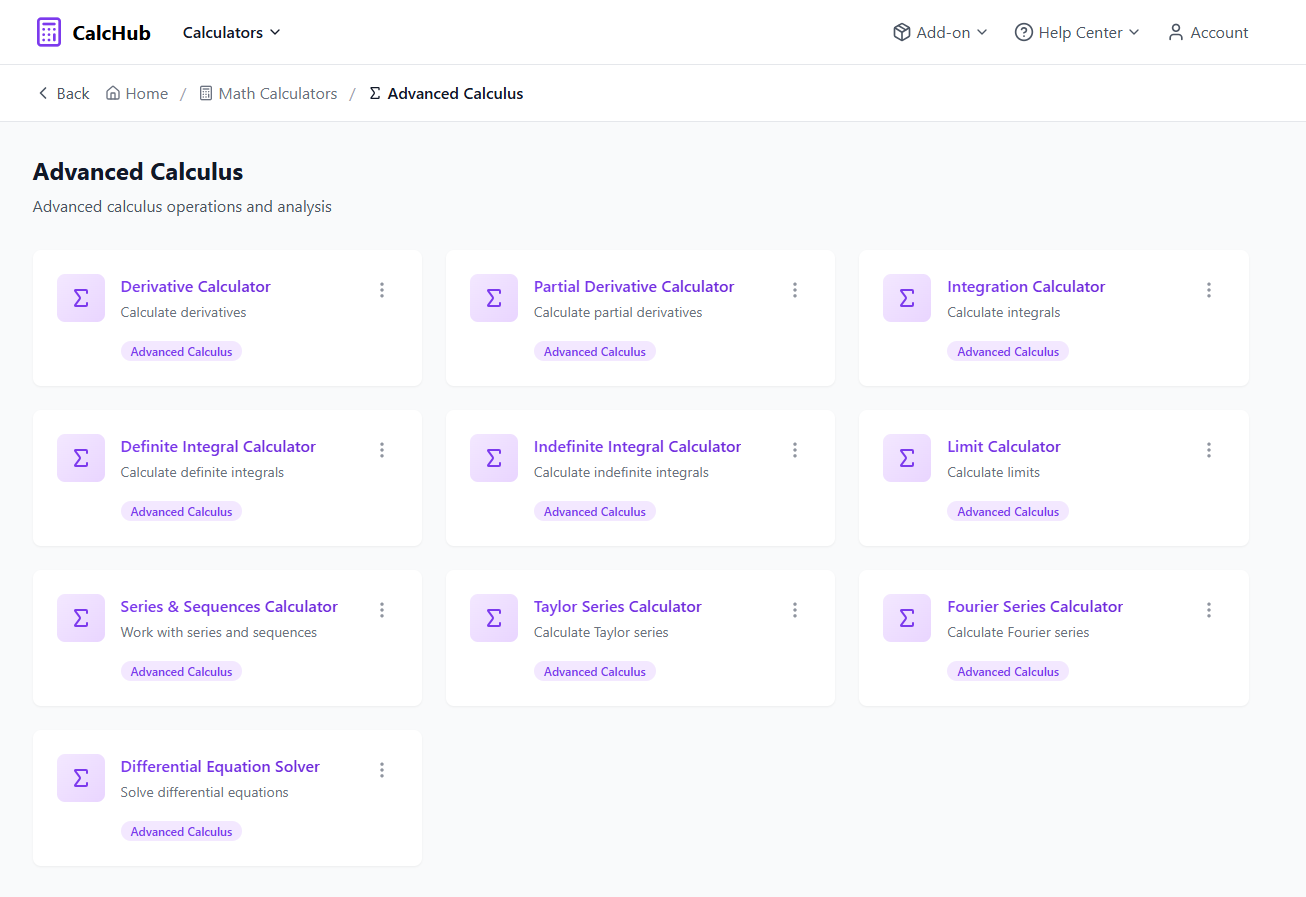 CalcHub Calculators Add-on Help Center Account
Back Home / Math Calculators / Σ Advanced Calculus
Advanced Calculus
Advanced calculus operations and analysis
Σ Derivative Calculator
Calculate derivatives
Advanced Calculus
Σ Partial Derivative Calculator
Calculate partial derivatives
Advanced Calculus
Σ Integration Calculator
Calculate integrals
Advanced Calculus
Σ Definite Integral Calculator
Calculate definite integrals
Advanced Calculus
Σ Indefinite Integral Calculator
Calculate indefinite integrals
Advanced Calculus
Σ Limit Calculator
Calculate limits
Advanced Calculus
Σ Series & Sequences Calculator
Work with series and sequences
Advanced Calculus
Σ Taylor Series Calculator
Calculate Taylor series
Advanced Calculus
Σ Fourier Series Calculator
Calculate Fourier series
Advanced Calculus
Σ Differential Equation Solver
Solve differential equations
Advanced Calculus